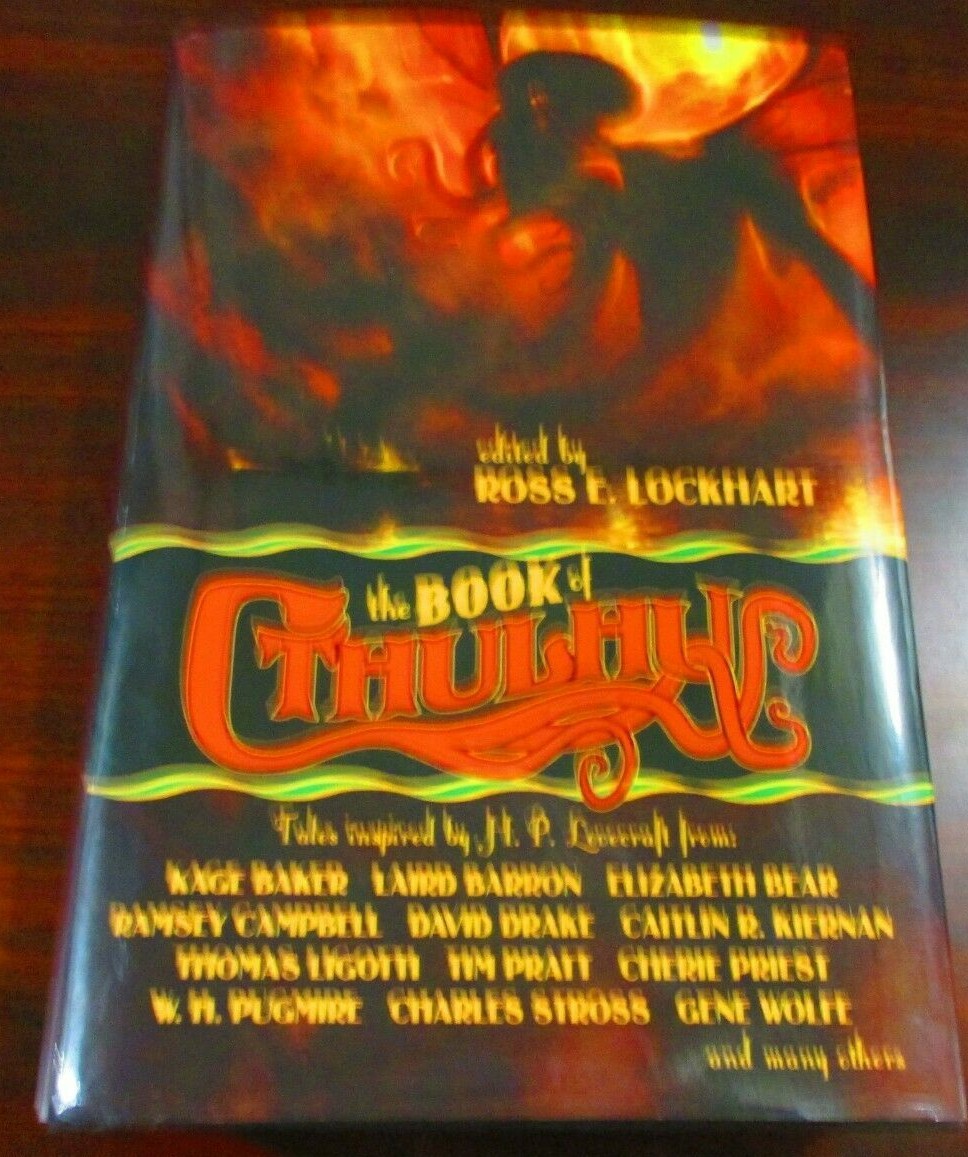 edited by
ROSS E. LOCKHART
the BOOK of
CTHULHU
Tales inspired by H. P. Lovecraft from:
KAGE BAKER LAIRD BARRON ELIZABETH BEAR
RAMSEY CAMPBELL DAVID DRAKE CAITLIN R. KIERNAN
THOMAS LIGOTTI TIM PRATT CHERIE PRIEST
W. H. PUGMIRE CHARLES STROSS GENE WOLFE
and many others